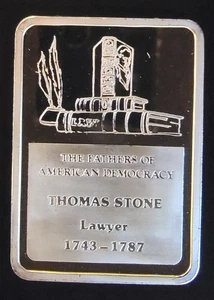 THE FATHERS OF
AMERICAN DEMOCRACY
THOMAS STONE
Lawyer
1743 – 1787